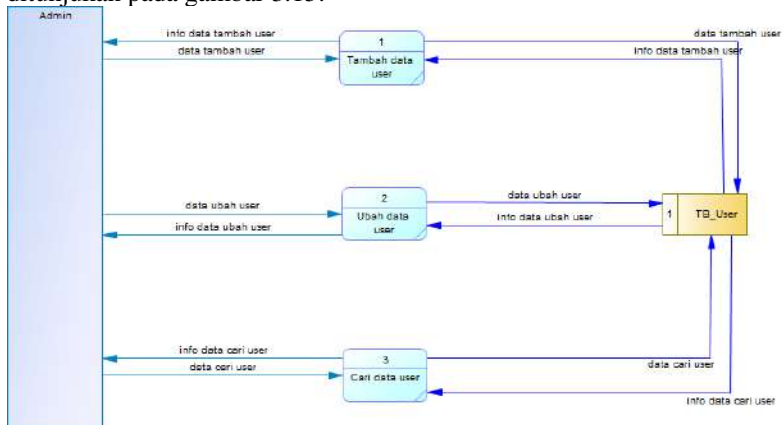 ditunjukan pada gambar 3.15.
Admin
info data tambah user
data tambah user
1
Tambah data
user
data tambah user
info data tambah user
data ubah user
info data ubah user
2
Ubah data
user
data ubah user
info data ubah user
1
TB_User
info data cari user
data cari user
3
Cari data user
data cari user
info data cari user